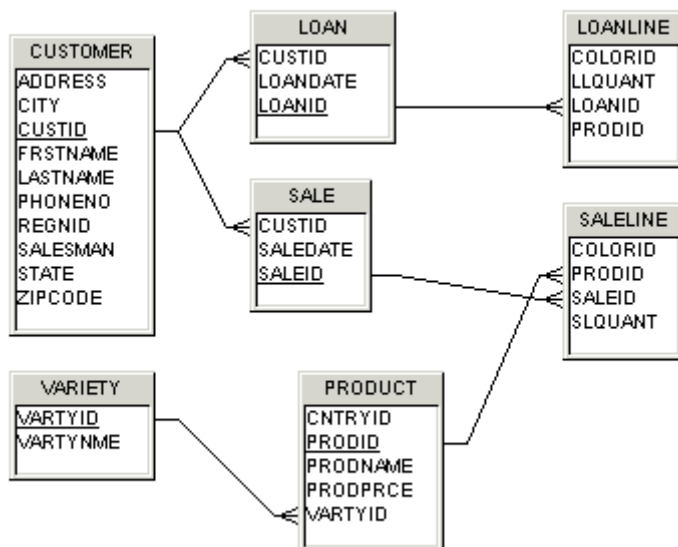 CUSTOMER
ADDRESS
CITY
CUSTID
FRSTNAME
LASTNAME
PHONENO
REGNID
SALESMAN
STATE
ZIPCODE
LOAN
CUSTID
LOANDATE
LOANID
LOANLINE
COLORID
LLQUANT
LOANID
PRODID
SALE
CUSTID
SALEDATE
SALEID
SALELINE
COLORID
PRODID
SALEID
SLQUANT
VARIETY
VARTYID
VARTYNME
PRODUCT
CNTRYID
PRODID
PRODNAME
PRODPRCE
VARTYID